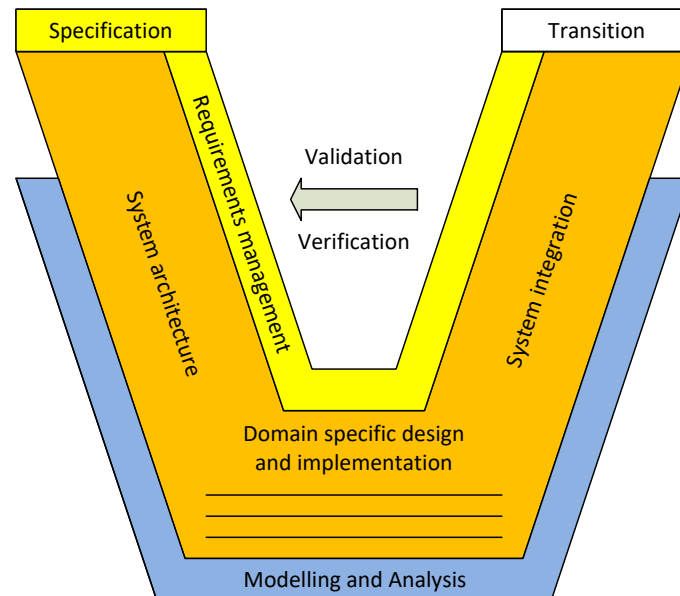 Specification
Transition
Requirements management
Validation
Verification
System architecture
System integration
Domain specific design
and implementation
Modelling and Analysis